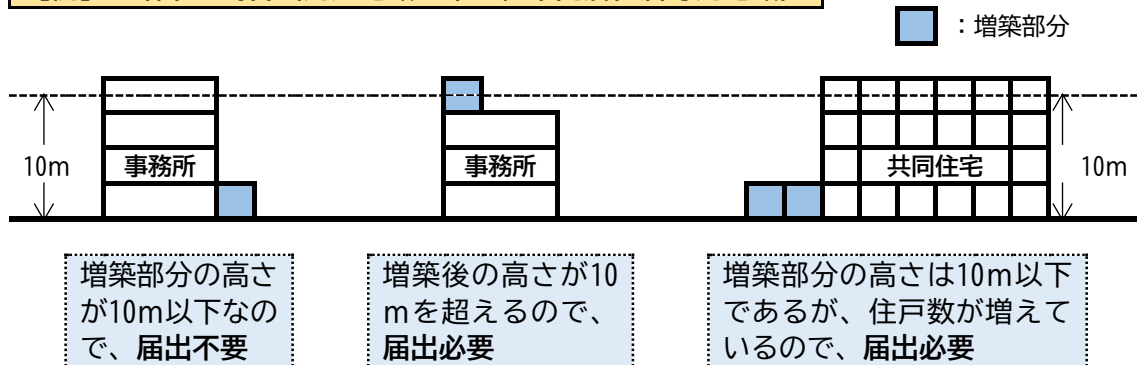 ：増築部分
10m
事務所
事務所
共同住宅
10m
増築部分の高さ
が10m以下なの
で、届出不要
増築後の高さが10
mを超えるので、
届出必要
増築部分の高さは10m以下
であるが、住戸数が増えて
いるので、届出必要